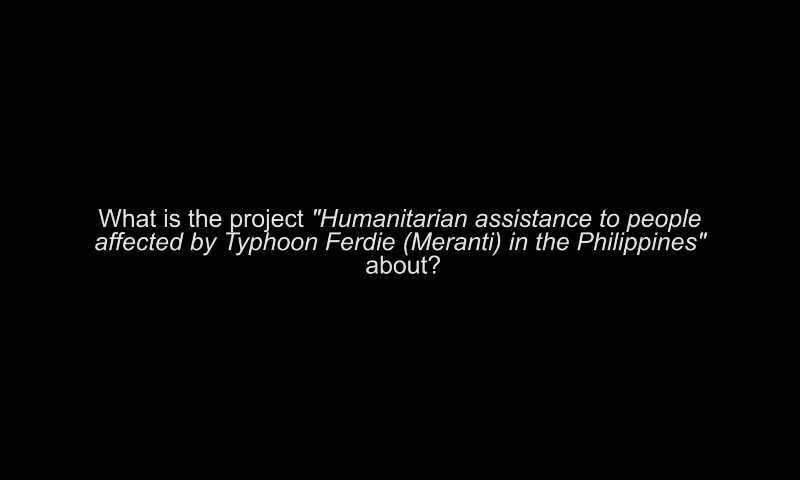 What is the project "Humanitarian assistance to people
affected by Typhoon Ferdie (Meranti) in the Philippines"
about?